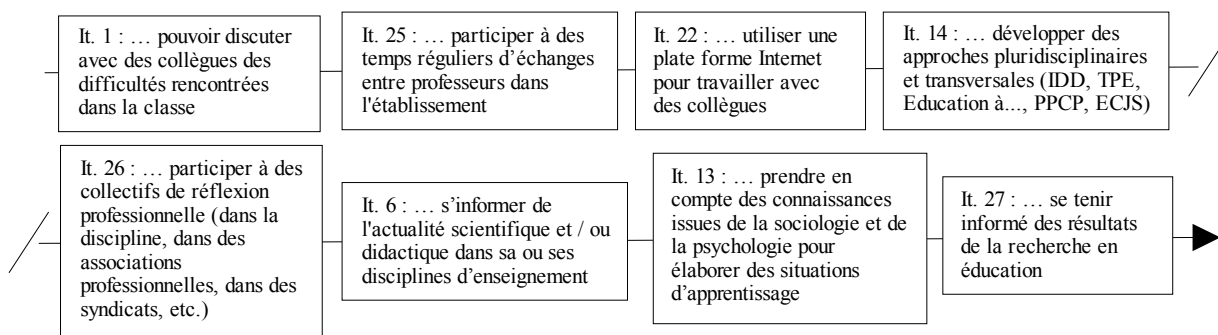 It. 1 : … pouvoir discuter
avec des collègues des
difficultés rencontrées
dans la classe
It. 25 : … participer à des
temps réguliers d’échanges
entre professeurs dans
l'établissement
It. 22 : … utiliser une
plate forme Internet
pour travailler avec
des collègues
It. 14 : … développer des
approches pluridisciplinaires
et transversales (IDD, TPE,
Education à..., PPCP, ECJS)
It. 26 : … participer à des
collectifs de réflexion
professionnelle (dans la
discipline, dans des
associations
professionnelles, dans des
syndicats, etc.)
It. 6 : … s’informer de
l'actualité scientifique et / ou
didactique dans sa ou ses
disciplines d’enseignement
It. 13 : … prendre en
compte des connaissances
issues de la sociologie et de
la psychologie pour
élaborer des situations
d’apprentissage
It. 27 : … se tenir
informé des résultats
de la recherche en
éducation